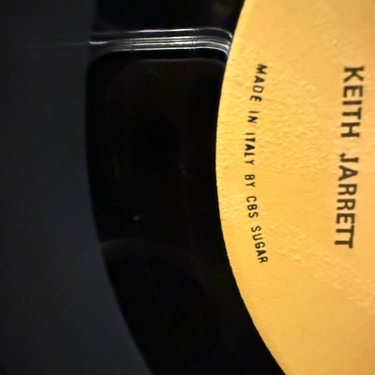 KEITH JARRETT
MADE IN ITALY BY CBS SUGAR